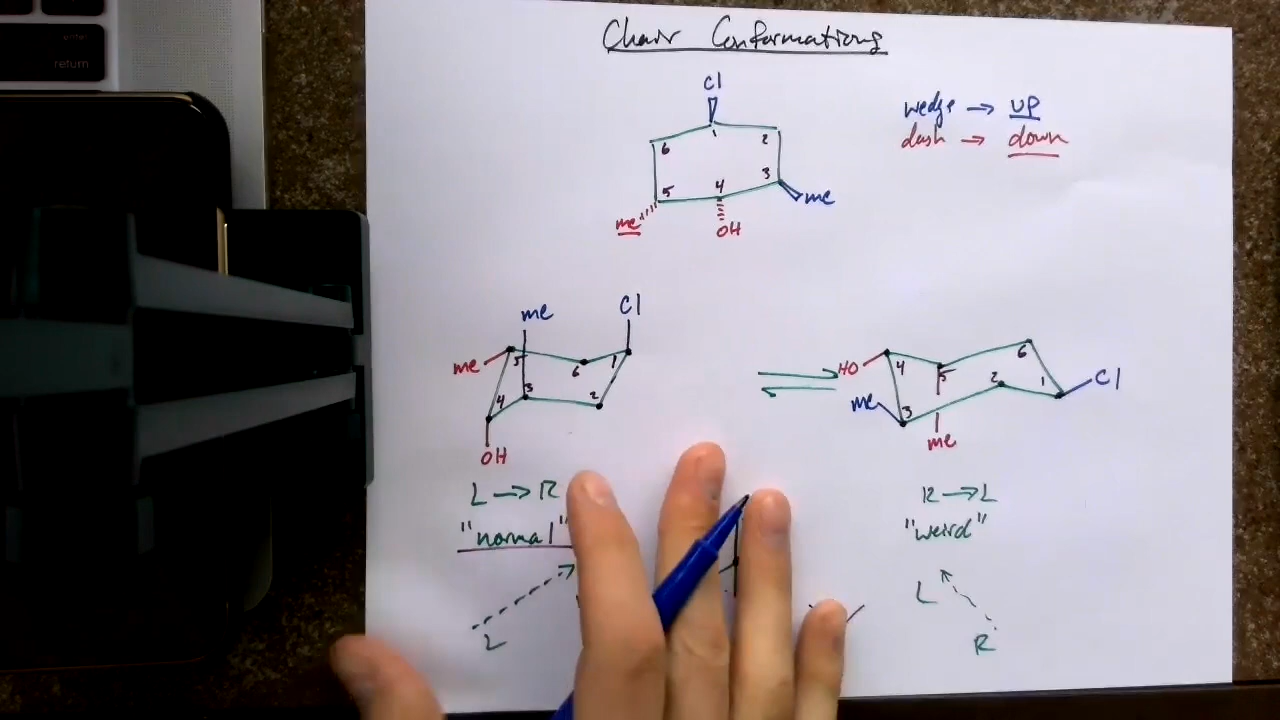 enter
return
Chair Conformations
Cl
1
2
3
4
5
6
me
me
OH
wedge → UP
dash → down
me
Cl
me
5
6
1
3
2
4
OH
HO
4
5
6
2
1
Cl
me
3
me
L → R
"normal"
L
R → L
"weird"
L
R